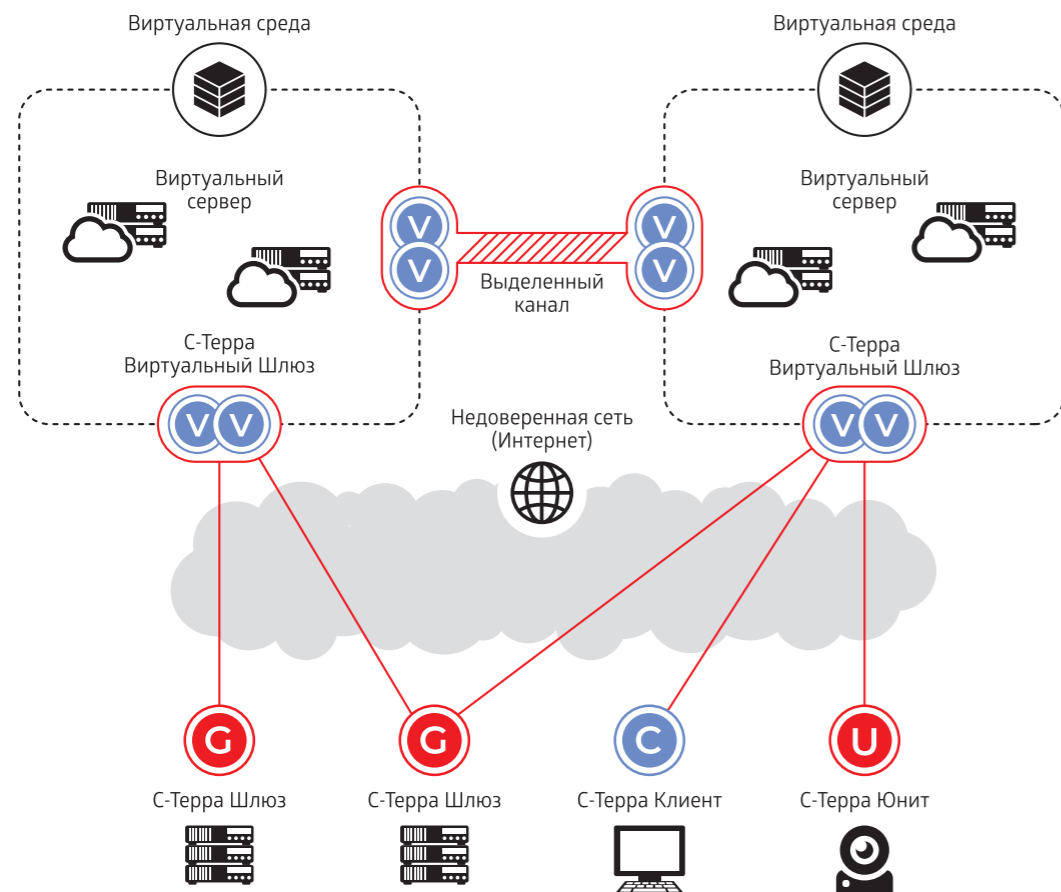 Виртуальная среда
Виртуальная среда
Виртуальный
сервер
Виртуальный
сервер
V
V
V
V
Выделенный
канал
С-Терра
Виртуальный Шлюз
С-Терра
Виртуальный Шлюз
V V
V V
Недоверенная сеть
(Интернет)
G
G
C
U
С-Терра Шлюз
С-Терра Шлюз
С-Терра Клиент
С-Терра Юнит